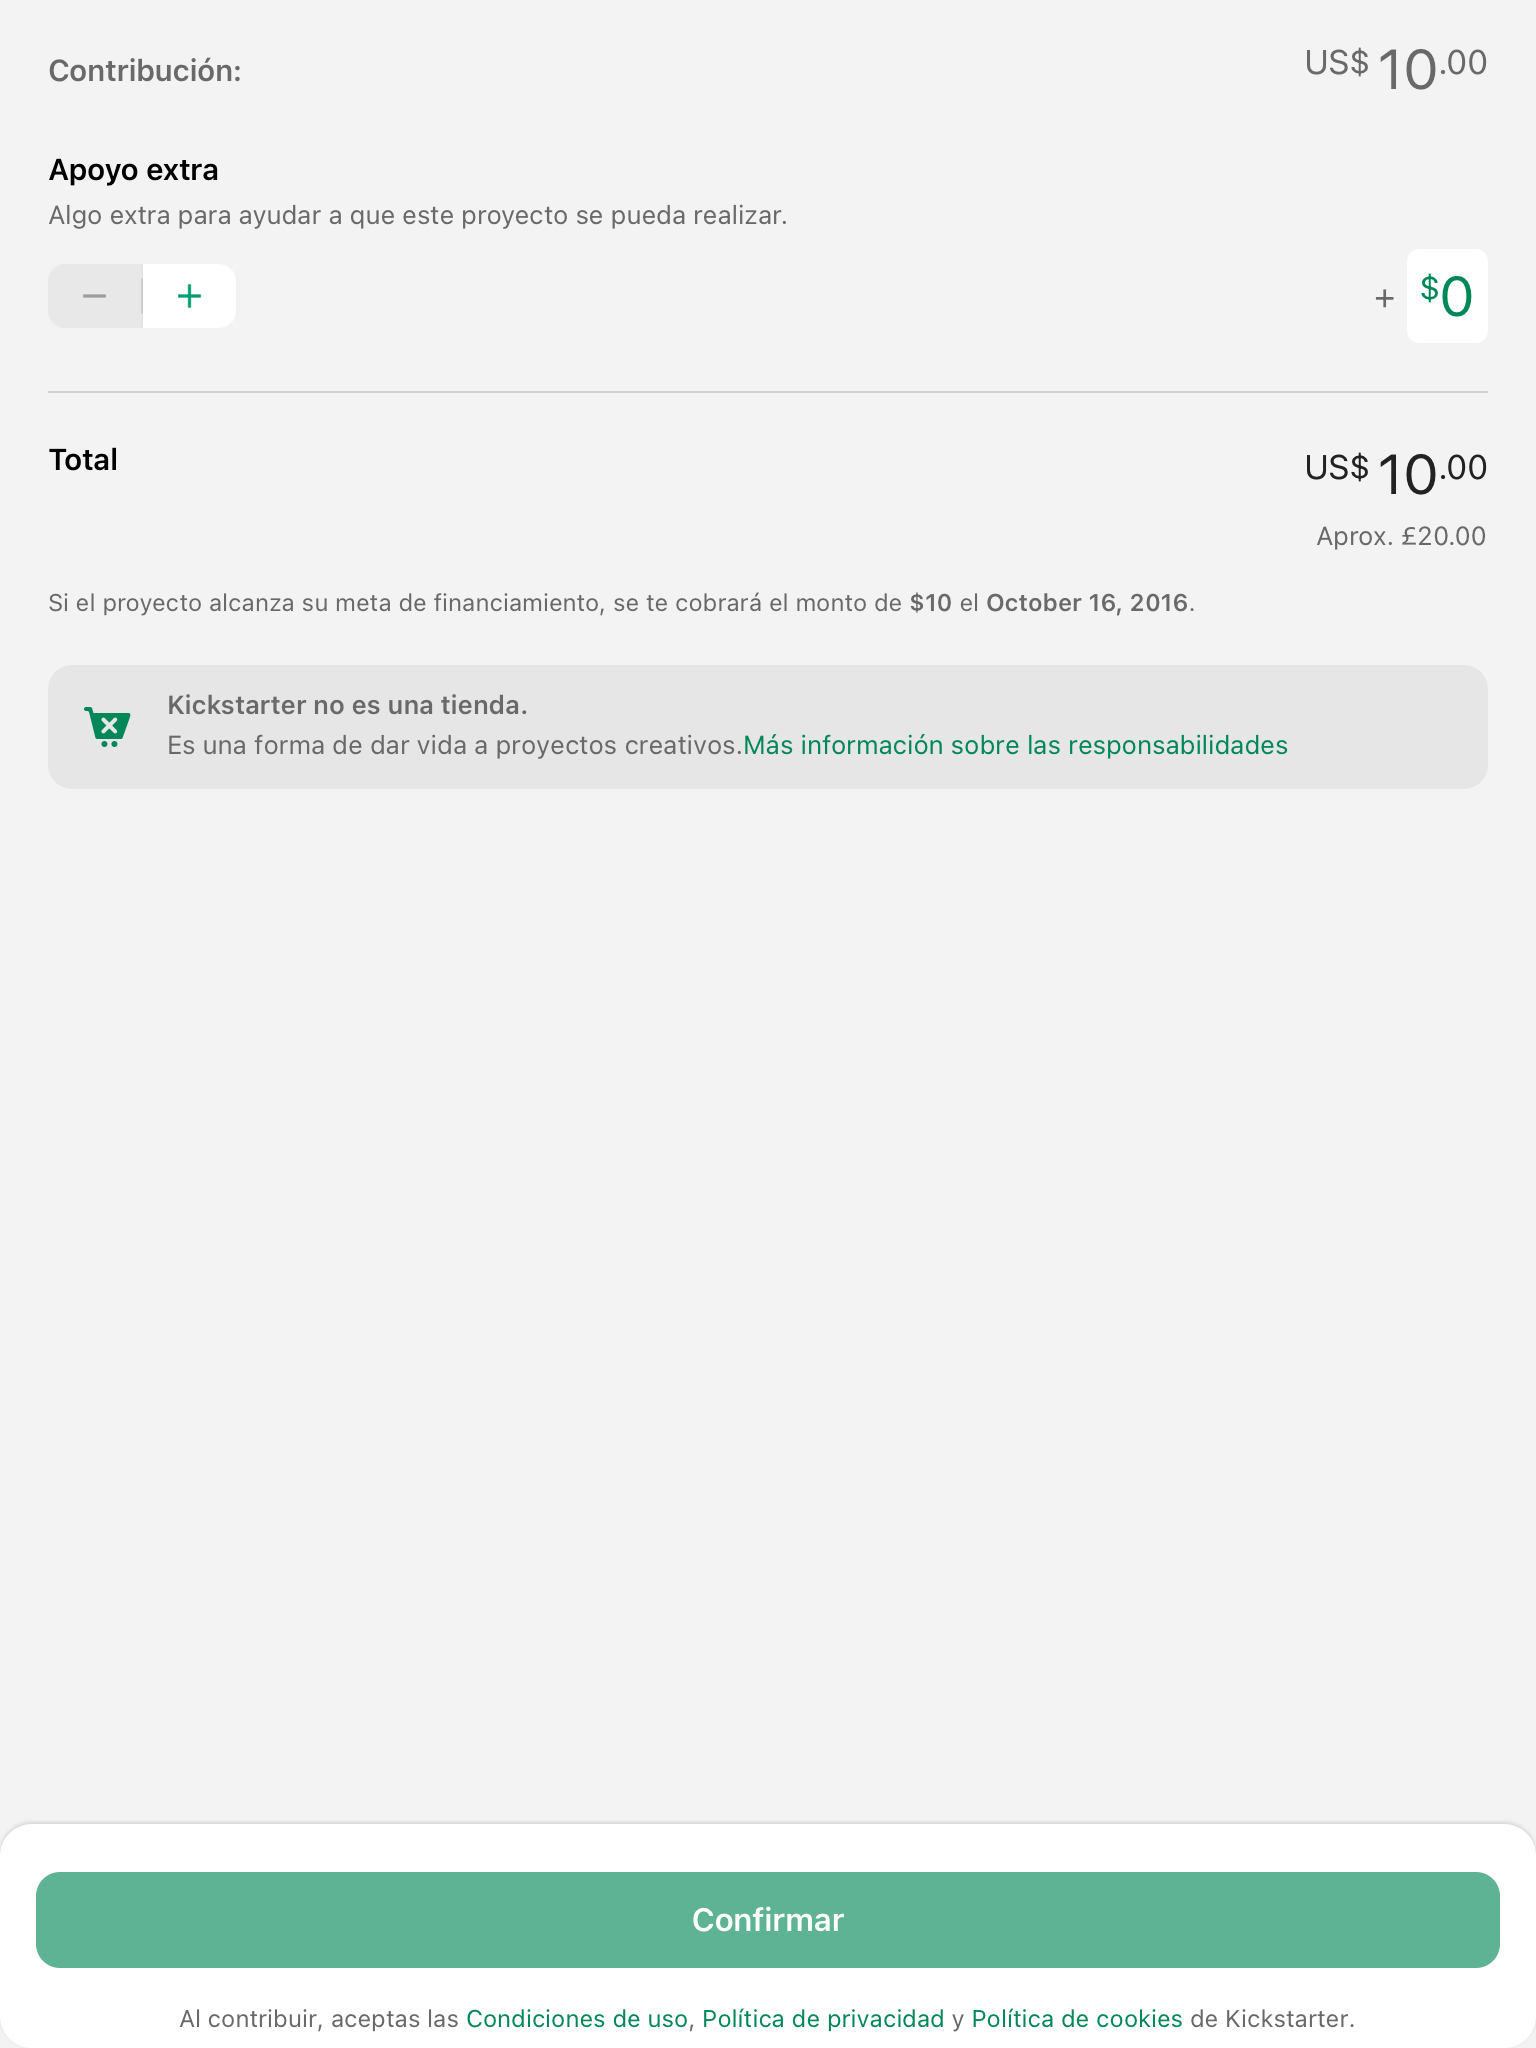 Contribución:
US$ 10.00
Apoyo extra
Algo extra para ayudar a que este proyecto se pueda realizar.
− +
+ $0
Total
US$ 10.00
Aprox. £20.00
Si el proyecto alcanza su meta de financiamiento, se te cobrará el monto de $10 el October 16, 2016.
Kickstarter no es una tienda.
Es una forma de dar vida a proyectos creativos.Más información sobre las responsabilidades
Confirmar
Al contribuir, aceptas las Condiciones de uso, Política de privacidad y Política de cookies de Kickstarter.